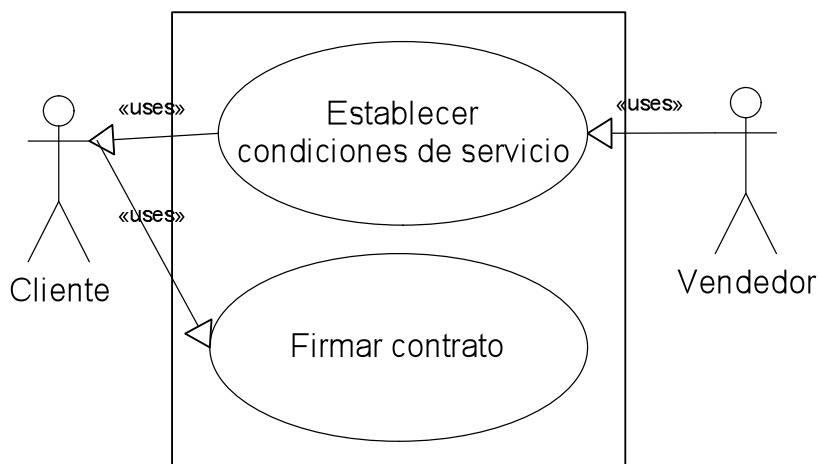 «uses»
«uses»
Establecer
condiciones de servicio
«uses»
Cliente
Vendedor
Firmar contrato